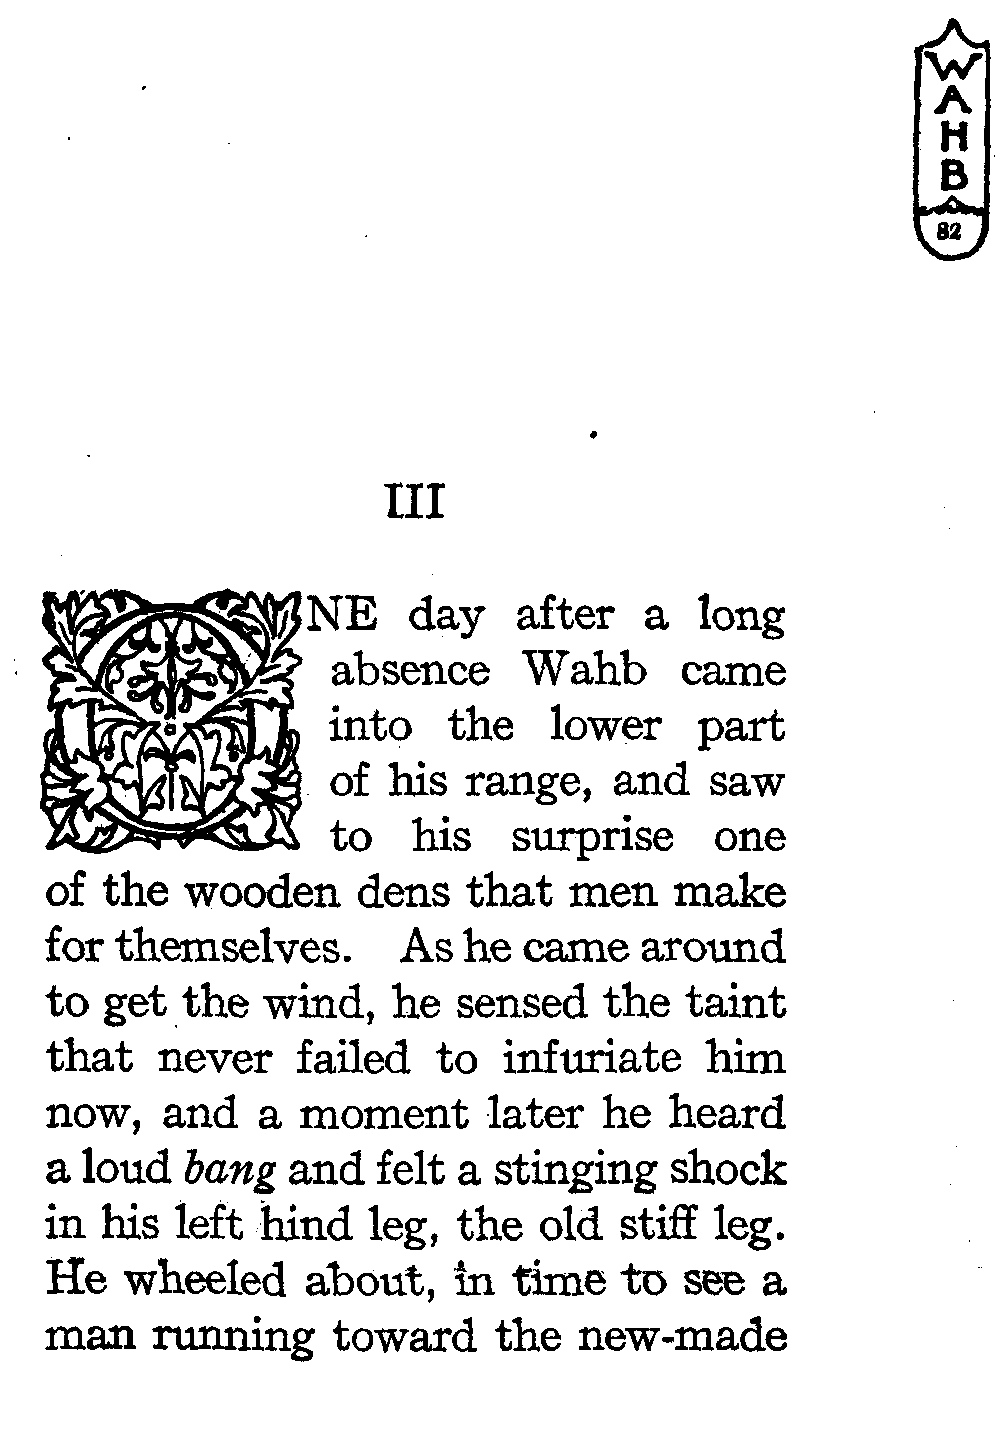 WAHB
82
III
ONE day after a long
absence Wahb came
into the lower part
of his range, and saw
to his surprise one
of the wooden dens that men make
for themselves. As he came around
to get the wind, he sensed the taint
that never failed to infuriate him
now, and a moment later he heard
a loud bang and felt a stinging shock
in his left hind leg, the old stiff leg.
He wheeled about, in time to see a
man running toward the new-made